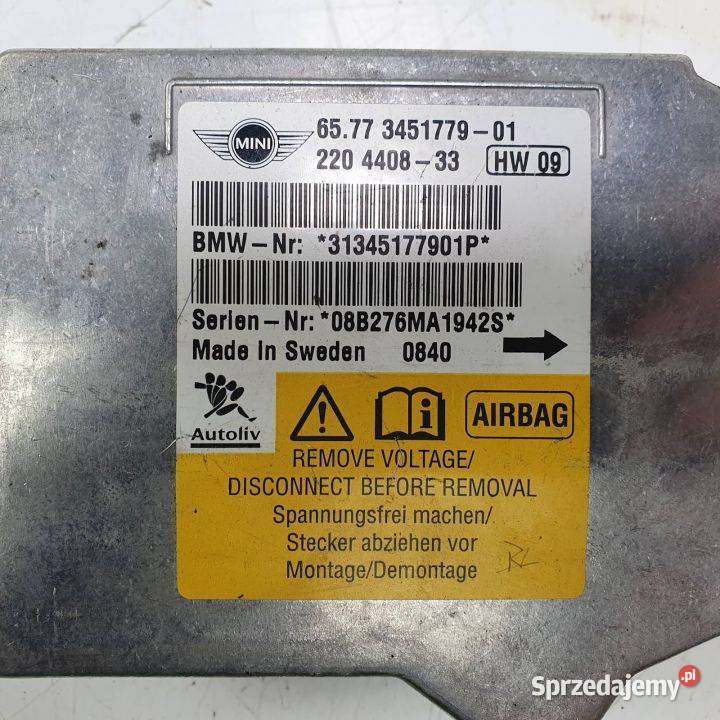 MINI
65.77 3451779-01
220 4408-33 HW 09
BMW-Nr: *31345177901P*
Serien-Nr: *08B276MA1942S*
Made In Sweden 0840
Autoliv
AIRBAG
REMOVE VOLTAGE/
DISCONNECT BEFORE REMOVAL
Spannungsfrei machen/
Stecker abziehen vor
Montage/Demontage
Sprzedajemy.pl